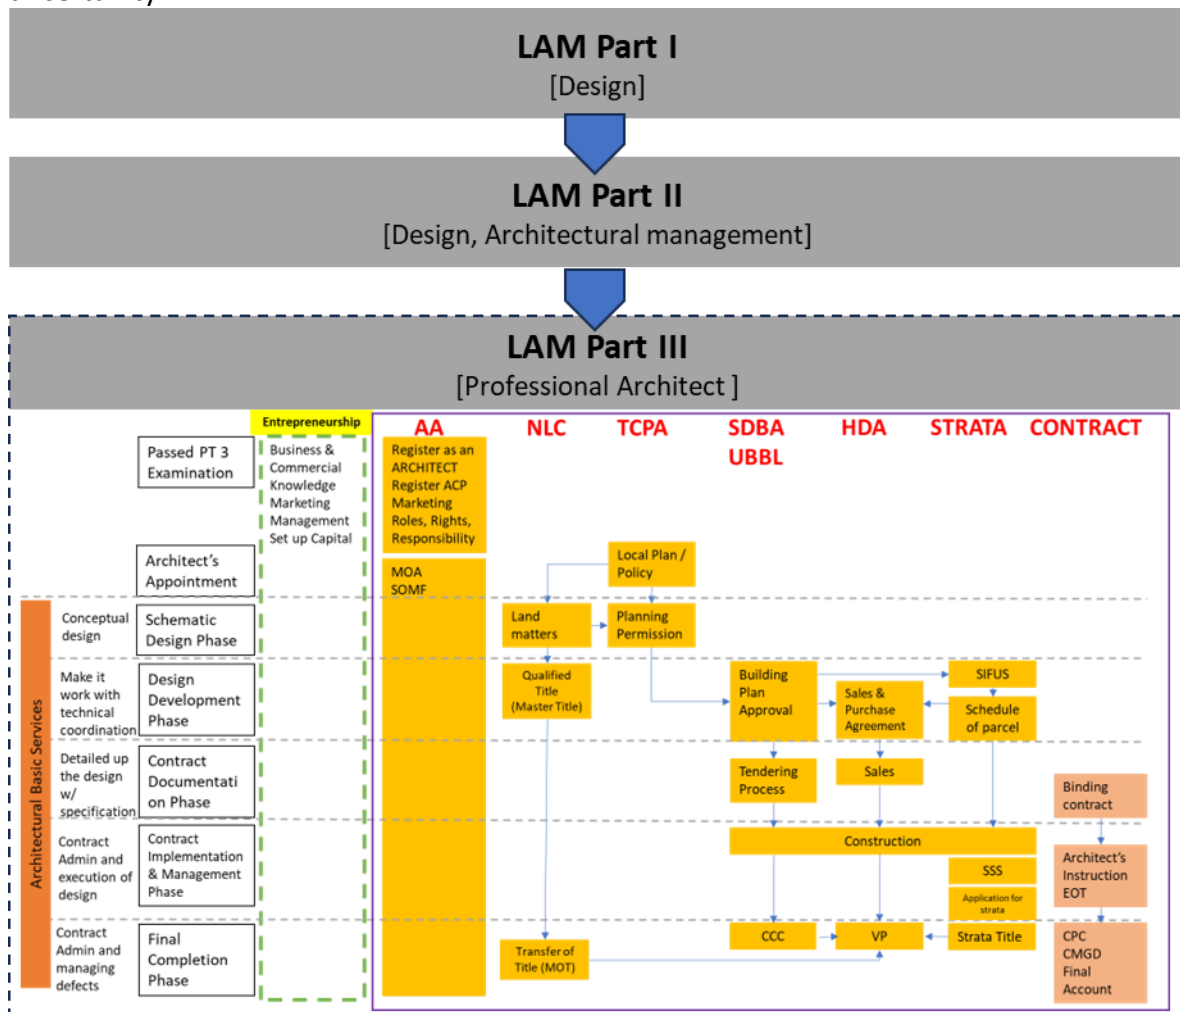 LAM Part I
[Design]
LAM Part II
[Design, Architectural management]
LAM Part III
[Professional Architect ]
Entrepreneurship
AA
NLC
TCPA
SDBA
UBBL
HDA
STRATA
CONTRACT
Passed PT 3
Examination
Business &
Commercial
Knowledge
Marketing
Management
Set up Capital
Register as an
ARCHITECT
Register ACP
Marketing
Roles, Rights,
Responsibility
Architect's
Appointment
MOA
SOMF
Local Plan /
Policy
Architectural Basic Services
Conceptual
design
Schematic
Design Phase
Land
matters
Planning
Permission
Make it
work with
technical
coordination
Design
Development
Phase
Qualified
Title
(Master Title)
Building
Plan
Approval
Sales &
Purchase
Agreement
SIFUS
Schedule
of parcel
Detailed up
the design
w/
specification
Contract
Documentati
on Phase
Tendering
Process
Sales
Binding
contract
Contract
Admin and
execution of
design
Contract
Implementation
& Management
Phase
Construction
SSS
Application for
strata
Architect's
Instruction
EOT
Contract
Admin and
managing
defects
Final
Completion
Phase
Transfer of
Title (MOT)
CCC
VP
Strata Title
CPC
CMGD
Final
Account